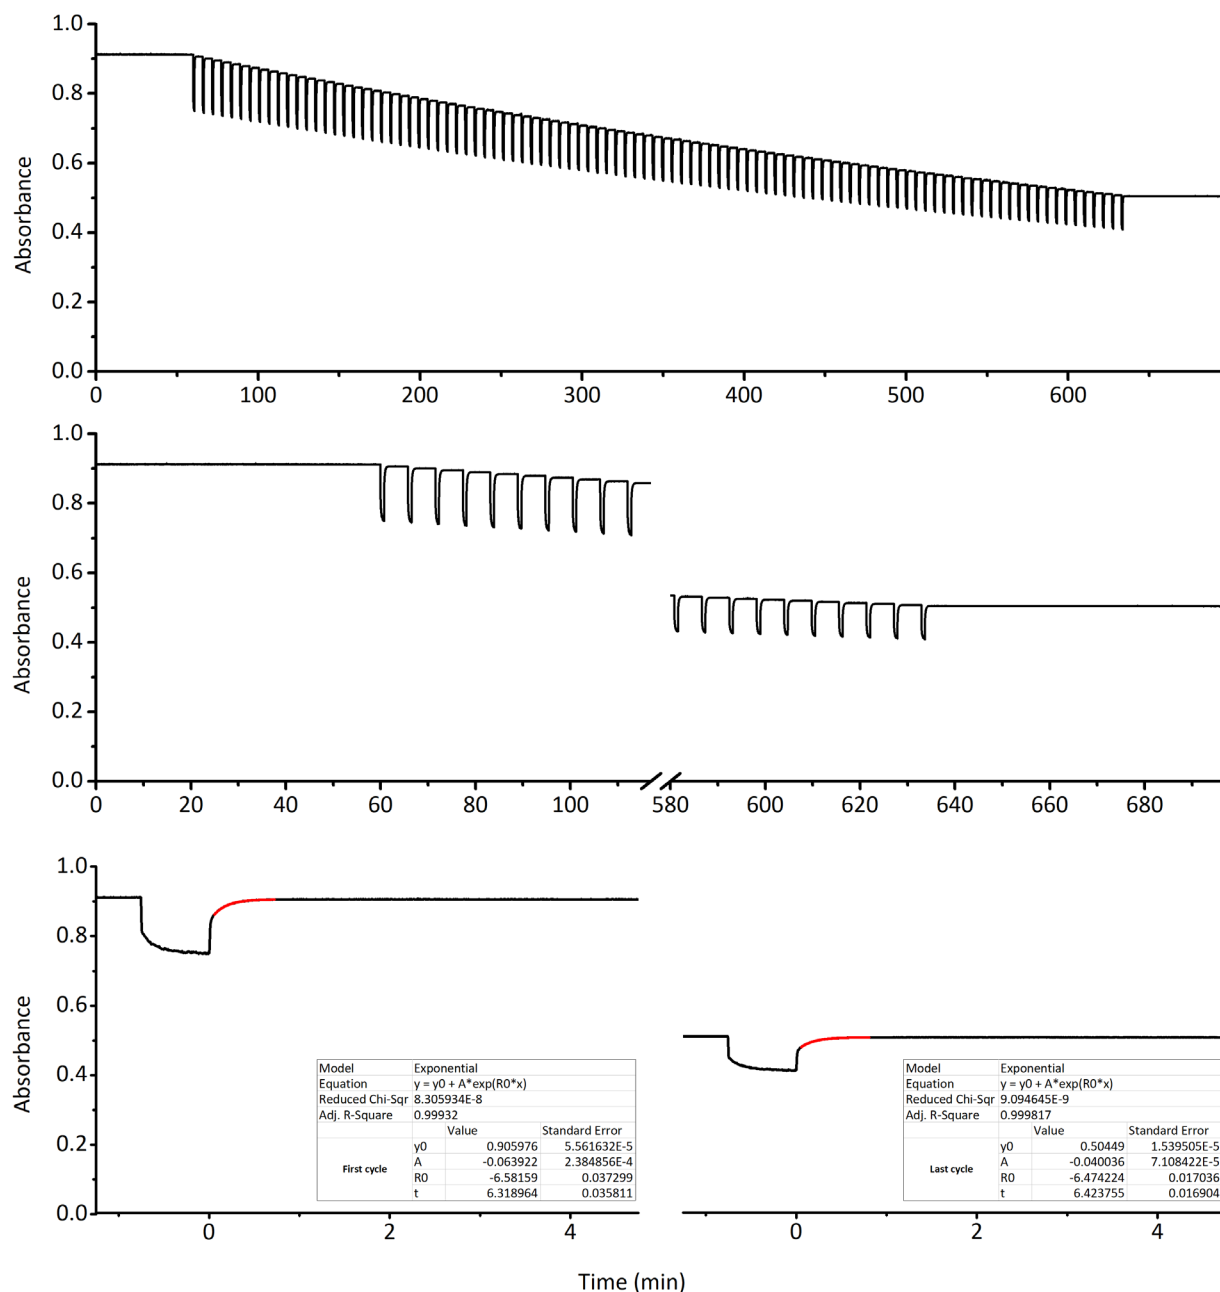 1.0
0.8
0.6
0.4
0.2
0.0
Absorbance
0 100 200 300 400 500 600
1.0
0.8
0.6
0.4
0.2
0.0
Absorbance
0 20 40 60 80 100 580 600 620 640 660 680
1.0
0.8
0.6
0.4
0.2
0.0
Absorbance
Model Exponential
Equation y = y0 + A*exp(R0*x)
Reduced Chi-Sqr 8.305934E-8
Adj. R-Square 0.99932
Value Standard Error
First cycle
y0 0.905976 5.561632E-5
A -0.063922 2.384856E-4
R0 -6.58159 0.037299
t 6.318964 0.035811
Model Exponential
Equation y = y0 + A*exp(R0*x)
Reduced Chi-Sqr 9.094645E-9
Adj. R-Square 0.999817
Value Standard Error
Last cycle
y0 0.50449 1.539505E-5
A -0.040036 7.108422E-5
R0 -6.474224 0.017036
t 6.423755 0.016904
0 2 4 0 2 4
Time (min)